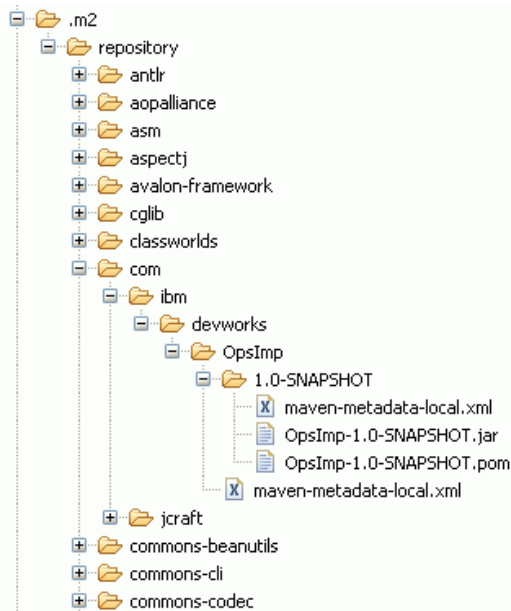 .m2
repository
antlr
aopalliance
asm
aspectj
avalon-framework
cglib
classworlds
com
ibm
devworks
OpsImp
1.0-SNAPSHOT
maven-metadata-local.xml
OpsImp-1.0-SNAPSHOT.jar
OpsImp-1.0-SNAPSHOT.pom
maven-metadata-local.xml
jcraft
commons-beanutils
commons-cli
commons-codec